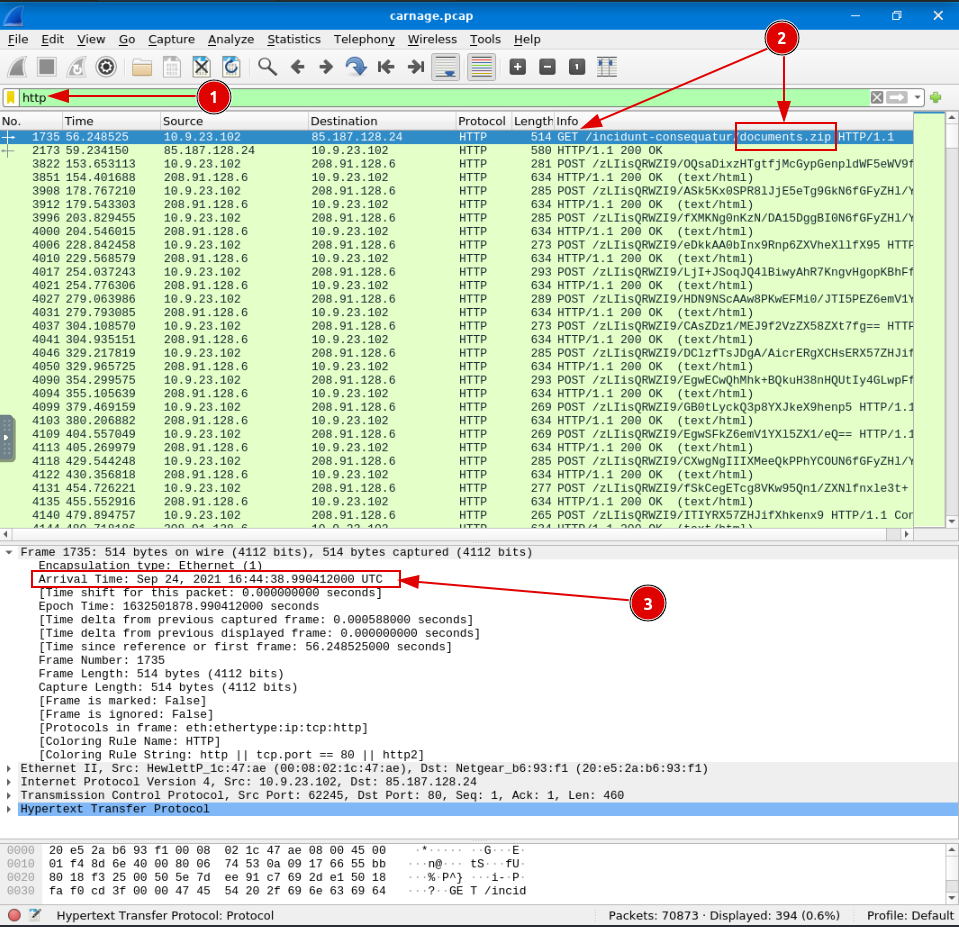 carnage.pcap
File Edit View Go Capture Analyze Statistics Telephony Wireless Tools Help
2
http
1
No. Time Source Destination Protocol Length Info
1735 56.248525 10.9.23.102 85.187.128.24 HTTP 514 GET /incidunt-consequatur/documents.zip HTTP/1.1
2173 59.234150 85.187.128.24 10.9.23.102 HTTP 580 HTTP/1.1 200 OK
3822 153.653113 10.9.23.102 208.91.128.6 HTTP 281 POST /zLIisQRWZI9/OQsaDixzHTgtfjMcGypGenpldWF5eWV9f
3851 154.401688 208.91.128.6 10.9.23.102 HTTP 634 HTTP/1.1 200 OK (text/html)
3908 178.767210 10.9.23.102 208.91.128.6 HTTP 285 POST /zLIisQRWZI9/ASk5Kx0SPR8lJjE5eTg9GkN6fGFyZHl/Y
3912 179.543303 208.91.128.6 10.9.23.102 HTTP 634 HTTP/1.1 200 OK (text/html)
3996 203.829455 10.9.23.102 208.91.128.6 HTTP 285 POST /zLIisQRWZI9/fXMKNg0nKzN/DA15DggBI0N6fGFyZHl/Y
4000 204.546015 208.91.128.6 10.9.23.102 HTTP 634 HTTP/1.1 200 OK (text/html)
4006 228.842458 10.9.23.102 208.91.128.6 HTTP 273 POST /zLIisQRWZI9/eDkkAA0bInx9Rnp6ZXVheXllfX95 HTTP
4010 229.568579 208.91.128.6 10.9.23.102 HTTP 634 HTTP/1.1 200 OK (text/html)
4017 254.037243 10.9.23.102 208.91.128.6 HTTP 293 POST /zLIisQRWZI9/LjI+JSoqJQ4lBiwyAhR7KngvHgopKBhFf
4021 254.776306 208.91.128.6 10.9.23.102 HTTP 634 HTTP/1.1 200 OK (text/html)
4027 279.063986 10.9.23.102 208.91.128.6 HTTP 289 POST /zLIisQRWZI9/HDN9NScAAw8PKwEFMi0/JTI5PEZ6emV1Y
4031 279.793085 208.91.128.6 10.9.23.102 HTTP 634 HTTP/1.1 200 OK (text/html)
4037 304.108570 10.9.23.102 208.91.128.6 HTTP 273 POST /zLIisQRWZI9/CAsZDz1/MEJ9f2VzZX58ZXt7fg== HTTP
4041 304.935151 208.91.128.6 10.9.23.102 HTTP 634 HTTP/1.1 200 OK (text/html)
4046 329.217819 10.9.23.102 208.91.128.6 HTTP 285 POST /zLIisQRWZI9/DClzfTsJDgA/AicrERgXCHsERX57ZHJif
4050 329.965725 208.91.128.6 10.9.23.102 HTTP 634 HTTP/1.1 200 OK (text/html)
4090 354.299575 10.9.23.102 208.91.128.6 HTTP 293 POST /zLIisQRWZI9/EgwECwQhMhk+BQkuH38nHQUtIy4GLwpFf
4094 355.105639 208.91.128.6 10.9.23.102 HTTP 634 HTTP/1.1 200 OK (text/html)
4099 379.469159 10.9.23.102 208.91.128.6 HTTP 269 POST /zLIisQRWZI9/GB0tLyckQ3p8YXJkeX9henp5 HTTP/1.1
4103 380.206882 208.91.128.6 10.9.23.102 HTTP 634 HTTP/1.1 200 OK (text/html)
4109 404.557049 10.9.23.102 208.91.128.6 HTTP 269 POST /zLIisQRWZI9/EgwSFkZ6emV1YXl5ZX1/eQ== HTTP/1.1
4113 405.269979 208.91.128.6 10.9.23.102 HTTP 634 HTTP/1.1 200 OK (text/html)
4118 429.544248 10.9.23.102 208.91.128.6 HTTP 285 POST /zLIisQRWZI9/CXwgNgIIIXMeeQkPPhYCOUN6fGFyZHl/Y
4122 430.356818 208.91.128.6 10.9.23.102 HTTP 634 HTTP/1.1 200 OK (text/html)
4131 454.726221 10.9.23.102 208.91.128.6 HTTP 277 POST /zLIisQRWZI9/fSkCegETcg8VKw95Qn1/ZXNlfnxle3t+
4135 455.552916 208.91.128.6 10.9.23.102 HTTP 634 HTTP/1.1 200 OK (text/html)
4140 479.894757 10.9.23.102 208.91.128.6 HTTP 265 POST /zLIisQRWZI9/ITIYRX57ZHJifXhkenx9 HTTP/1.1 Con
4144 480.718186 208.91.128.6 10.9.23.102 HTTP 634 HTTP/1.1 200 OK (text/html)
Frame 1735: 514 bytes on wire (4112 bits), 514 bytes captured (4112 bits)
Encapsulation type: Ethernet (1)
Arrival Time: Sep 24, 2021 16:44:38.990412000 UTC
[Time shift for this packet: 0.000000000 seconds]
3
Epoch Time: 1632501878.990412000 seconds
[Time delta from previous captured frame: 0.000588000 seconds]
[Time delta from previous displayed frame: 0.000000000 seconds]
[Time since reference or first frame: 56.248525000 seconds]
Frame Number: 1735
Frame Length: 514 bytes (4112 bits)
Capture Length: 514 bytes (4112 bits)
[Frame is marked: False]
[Frame is ignored: False]
[Protocols in frame: eth:ethertype:ip:tcp:http]
[Coloring Rule Name: HTTP]
[Coloring Rule String: http || tcp.port == 80 || http2]
Ethernet II, Src: HewlettP_1c:47:ae (00:08:02:1c:47:ae), Dst: Netgear_b6:93:f1 (20:e5:2a:b6:93:f1)
Internet Protocol Version 4, Src: 10.9.23.102, Dst: 85.187.128.24
Transmission Control Protocol, Src Port: 62245, Dst Port: 80, Seq: 1, Ack: 1, Len: 460
Hypertext Transfer Protocol
0000 20 e5 2a b6 93 f1 00 08 02 1c 47 ae 08 00 45 00 ·*····· ··G···E·
0010 01 f4 8d 6e 40 00 80 06 74 53 0a 09 17 66 55 bb ···n@··· tS···fU·
0020 80 18 f3 25 00 50 5e 7d ee 91 c7 69 2d e1 50 18 ···%·P^} ···i-·P·
0030 fa f0 cd 3f 00 00 47 45 54 20 2f 69 6e 63 69 64 ···?··GE T /incid
Hypertext Transfer Protocol: Protocol Packets: 70873 · Displayed: 394 (0.6%) Profile: Default